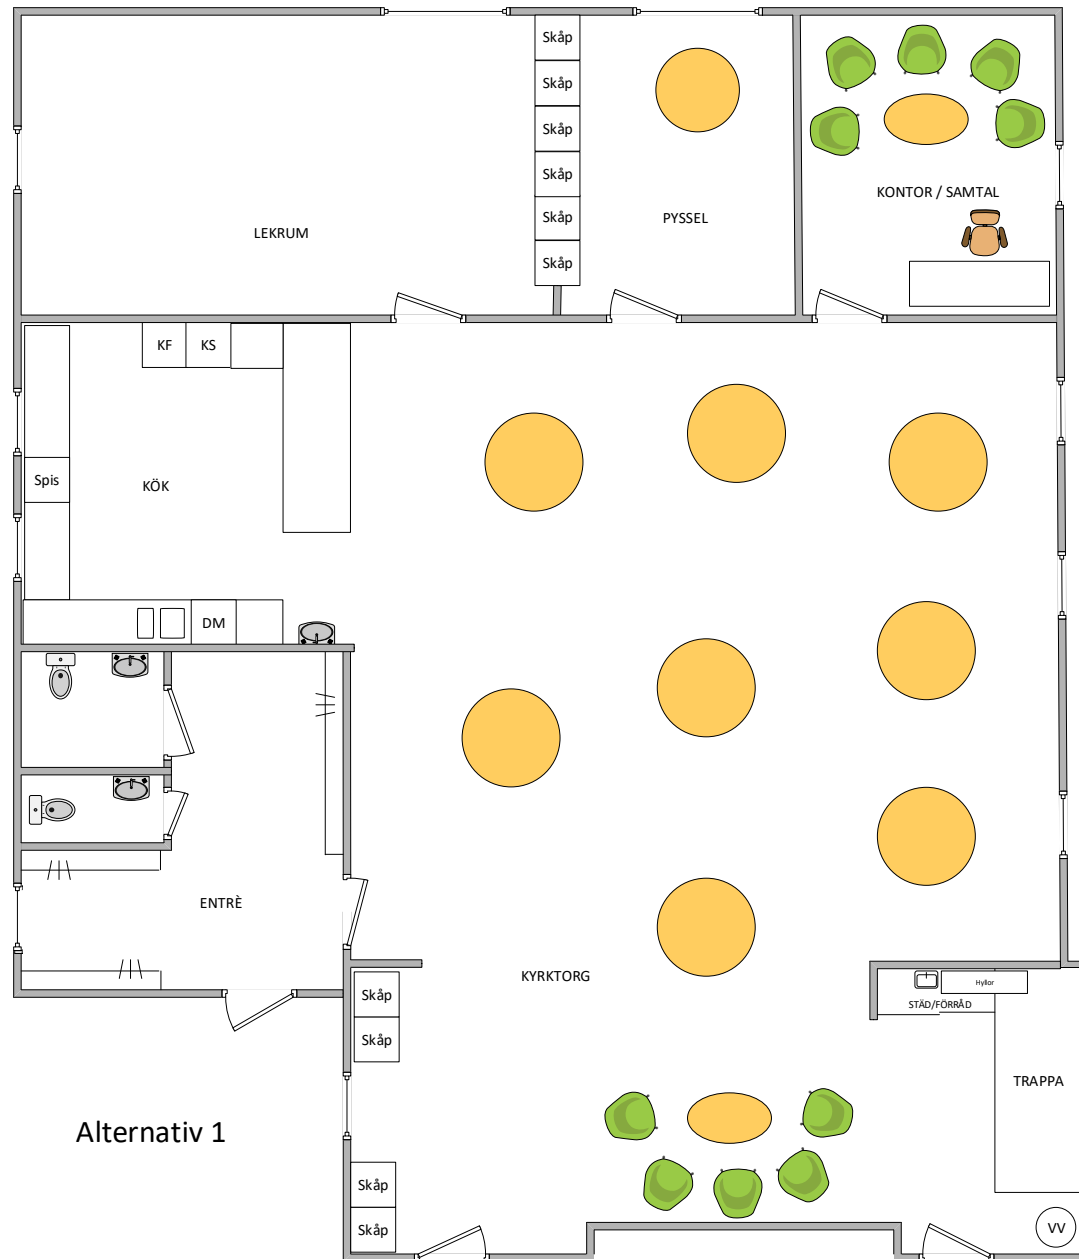 Skåp
Skåp
Skåp
Skåp
Skåp
Skåp
LEKRUM
PYSSEL
KONTOR / SAMTAL
KF
KS
Spis
KÖK
DM
ENTRÈ
KYRKTORG
Skåp
Skåp
Hyllor
STÄD/FÖRRÅD
TRAPPA
Alternativ 1
Skåp
Skåp
VV